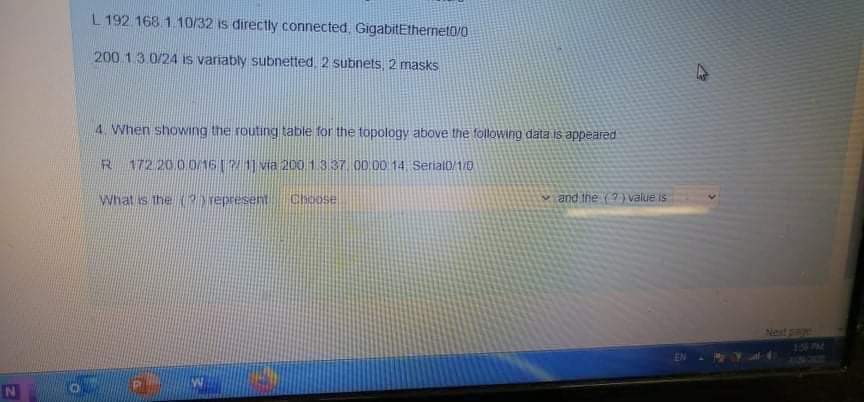 L 192.168.1.10/32 is directly connected, GigabitEthernet0/0
200.1.3.0/24 is variably subnetted, 2 subnets, 2 masks
4. When showing the routing table for the topology above the following data is appeared
R 172.20.0.0/16 [ ?/ 1] via 200.1.3.37, 00:00:14, Serial0/1/0
What is the ( ? ) represent Choose and the ( ? ) value is
Next page
EN
1:59 PM
N O P W